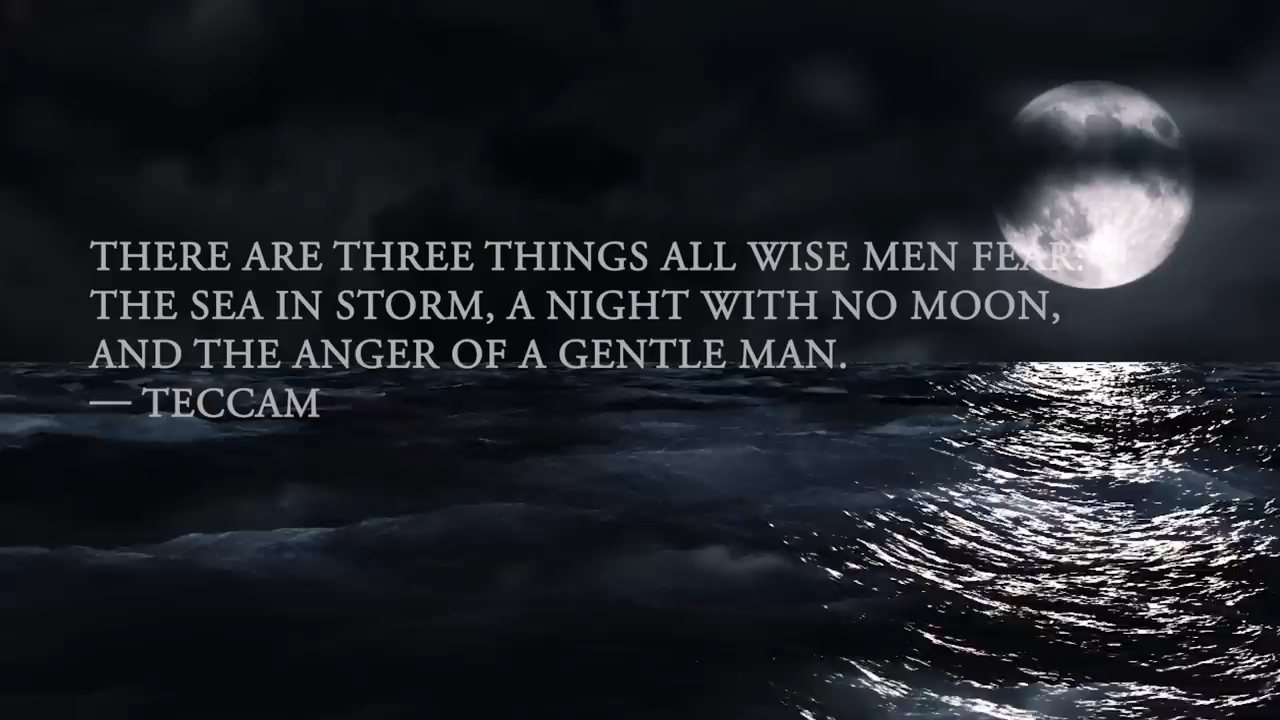 THERE ARE THREE THINGS ALL WISE MEN FEAR:
THE SEA IN STORM, A NIGHT WITH NO MOON,
AND THE ANGER OF A GENTLE MAN.
— TECCAM